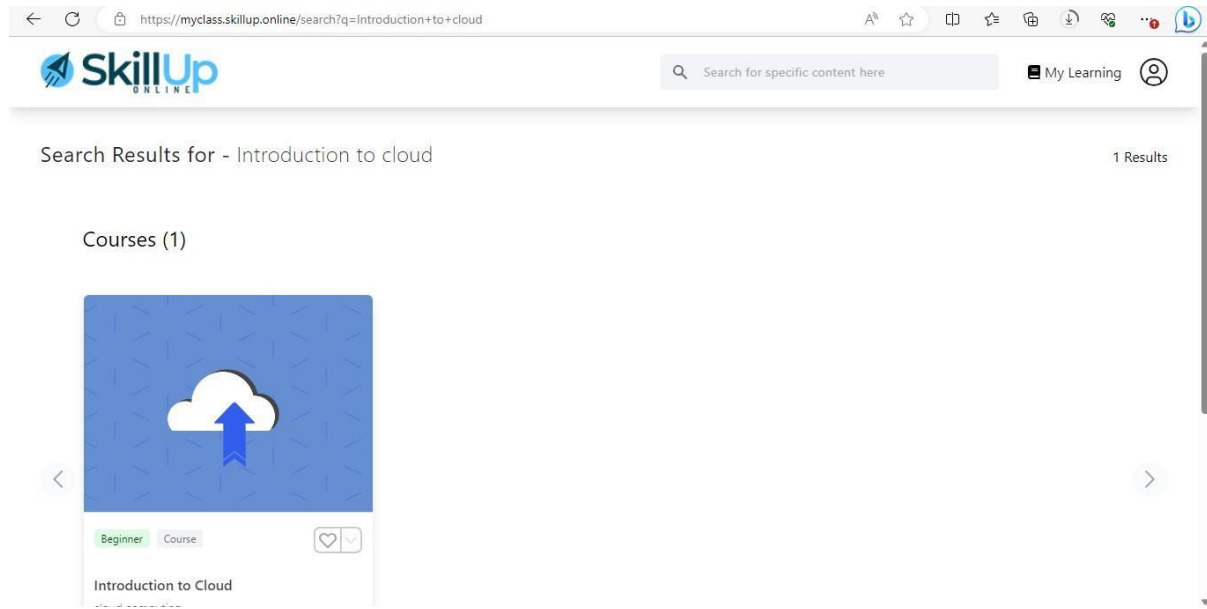 https://myclass.skillup.online/search?q=Introduction+to+cloud
SkillUp
ONLINE
Search for specific content here
My Learning
Search Results for - Introduction to cloud
1 Results
Courses (1)
Beginner
Course
Introduction to Cloud